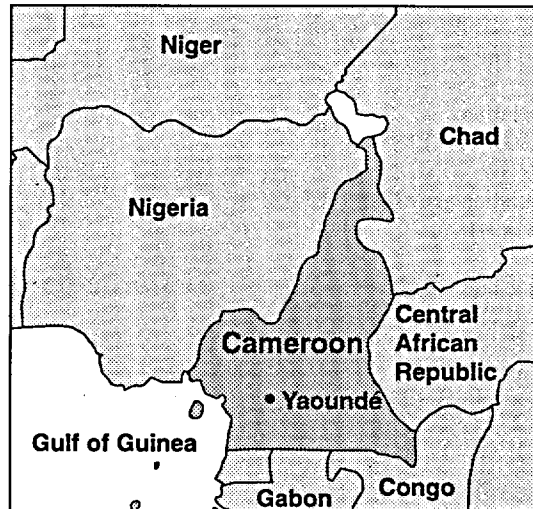 Niger
Chad
Nigeria
Central
African
Republic
Cameroon
Yaoundé
Gulf of Guinea
Gabon
Congo